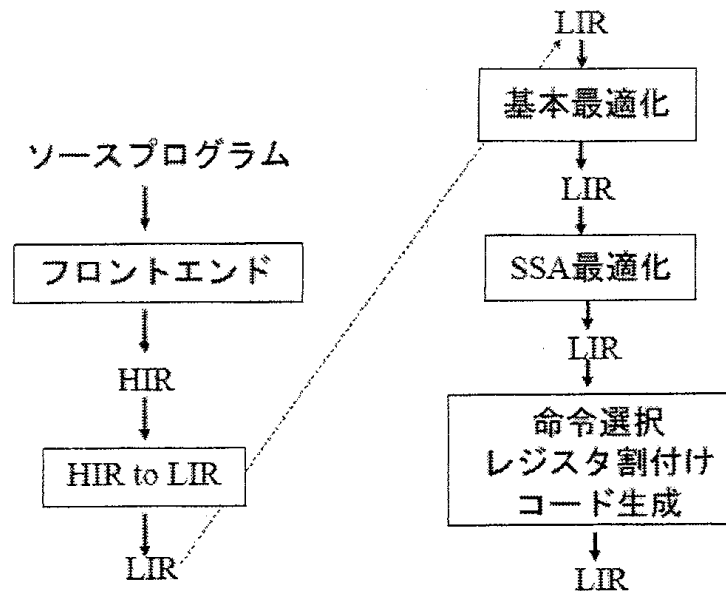 ソースプログラム
フロントエンド
HIR
HIR to LIR
LIR
LIR
基本最適化
LIR
SSA最適化
LIR
命令選択
レジスタ割付け
コード生成
LIR